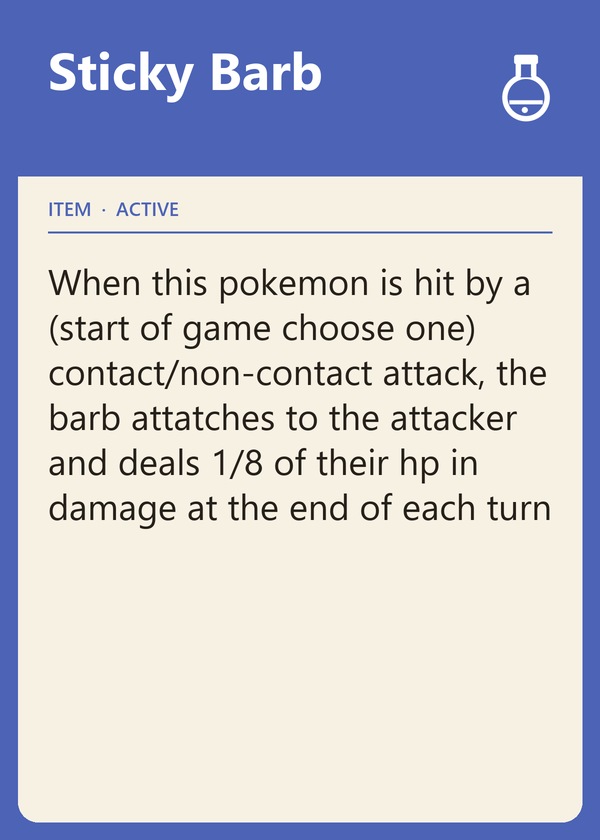 Sticky Barb
ITEM · ACTIVE
When this pokemon is hit by a
(start of game choose one)
contact/non-contact attack, the
barb attatches to the attacker
and deals 1/8 of their hp in
damage at the end of each turn